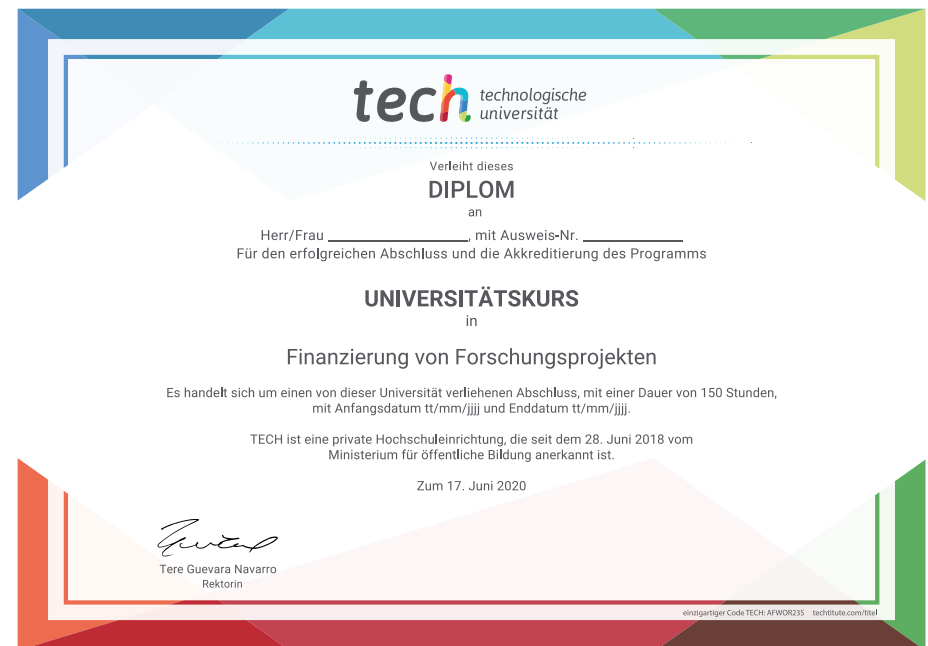 tech technologische
universität
Verleiht dieses
DIPLOM
an
Herr/Frau ____________________, mit Ausweis-Nr. ______________
Für den erfolgreichen Abschluss und die Akkreditierung des Programms
UNIVERSITÄTSKURS
in
Finanzierung von Forschungsprojekten
Es handelt sich um einen von dieser Universität verliehenen Abschluss, mit einer Dauer von 150 Stunden,
mit Anfangsdatum tt/mm/jjjj und Enddatum tt/mm/jjjj.
TECH ist eine private Hochschuleinrichtung, die seit dem 28. Juni 2018 vom
Ministerium für öffentliche Bildung anerkannt ist.
Zum 17. Juni 2020
Tere Guevara Navarro
Rektorin
einzigartiger Code TECH: AFWOR23S techtitute.com/titel